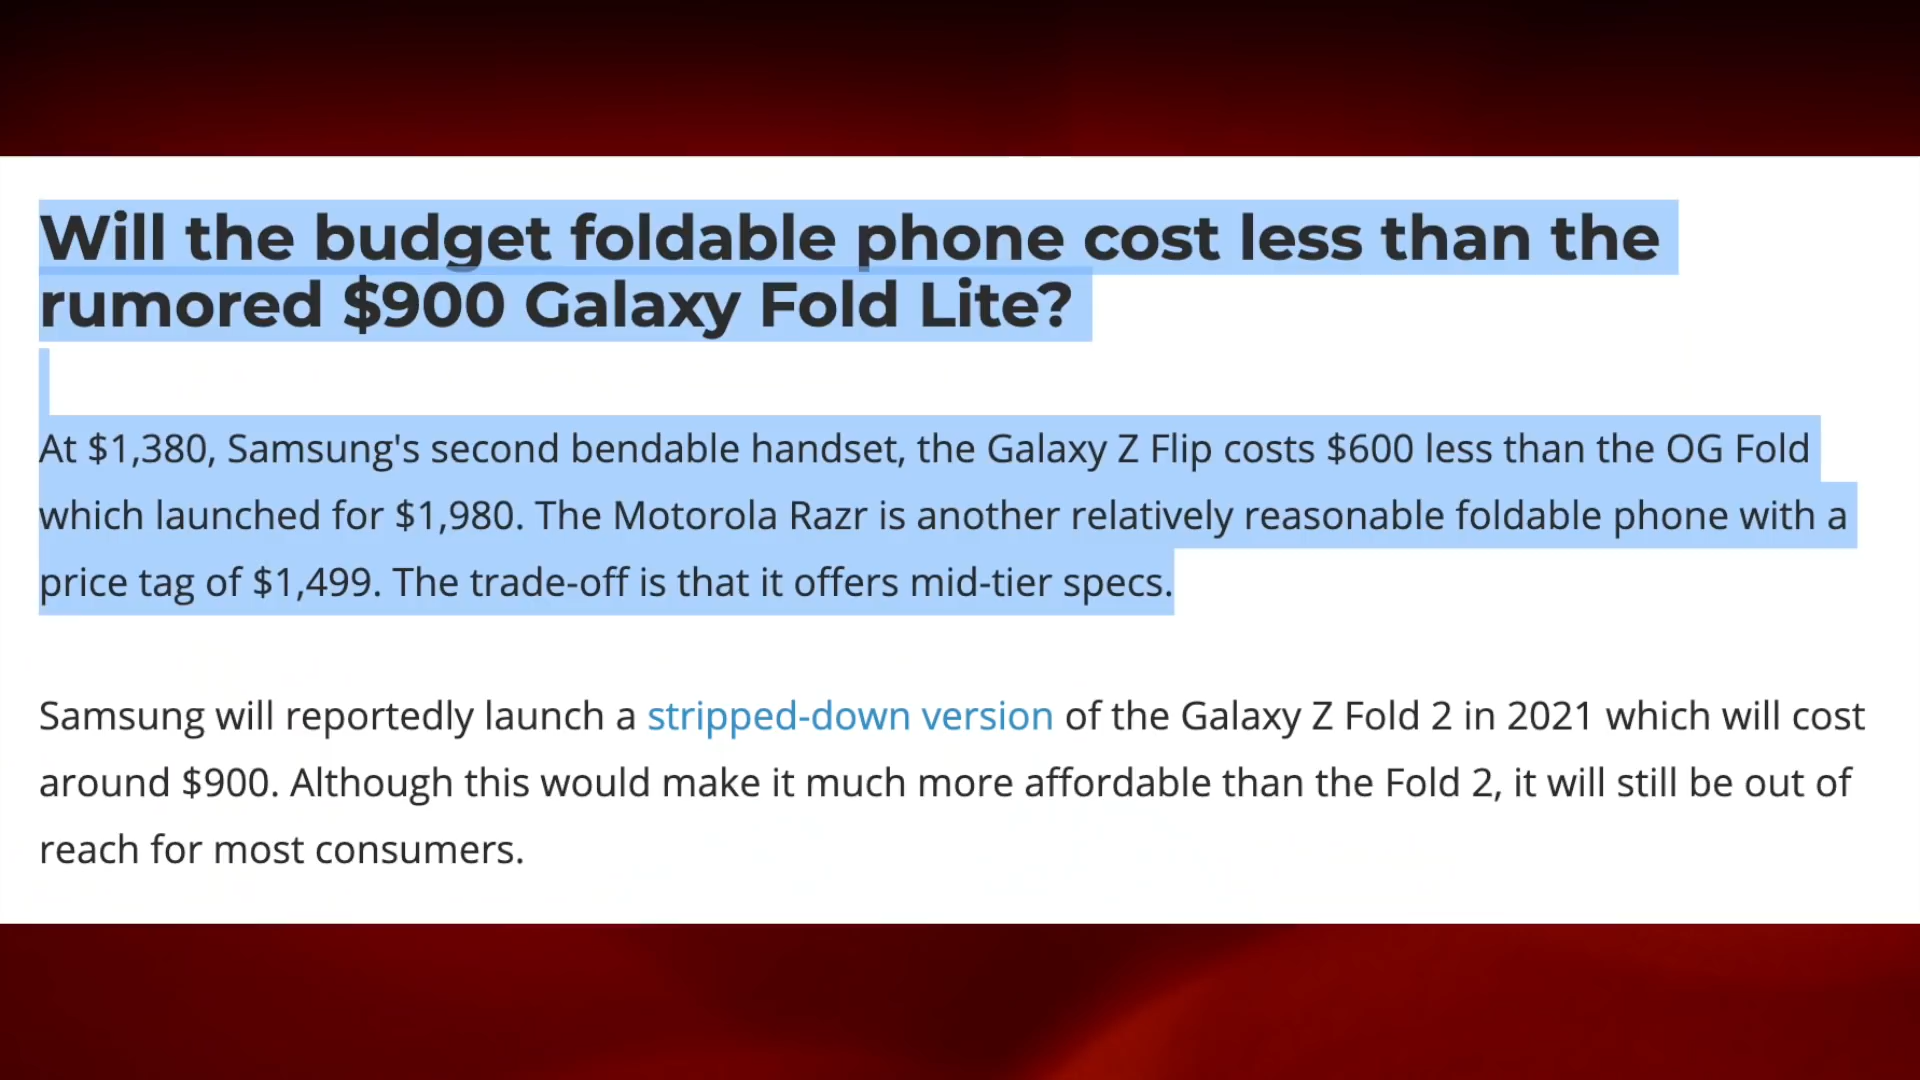 Will the budget foldable phone cost less than the
rumored $900 Galaxy Fold Lite?
At $1,380, Samsung's second bendable handset, the Galaxy Z Flip costs $600 less than the OG Fold
which launched for $1,980. The Motorola Razr is another relatively reasonable foldable phone with a
price tag of $1,499. The trade-off is that it offers mid-tier specs.
Samsung will reportedly launch a stripped-down version of the Galaxy Z Fold 2 in 2021 which will cost
around $900. Although this would make it much more affordable than the Fold 2, it will still be out of
reach for most consumers.